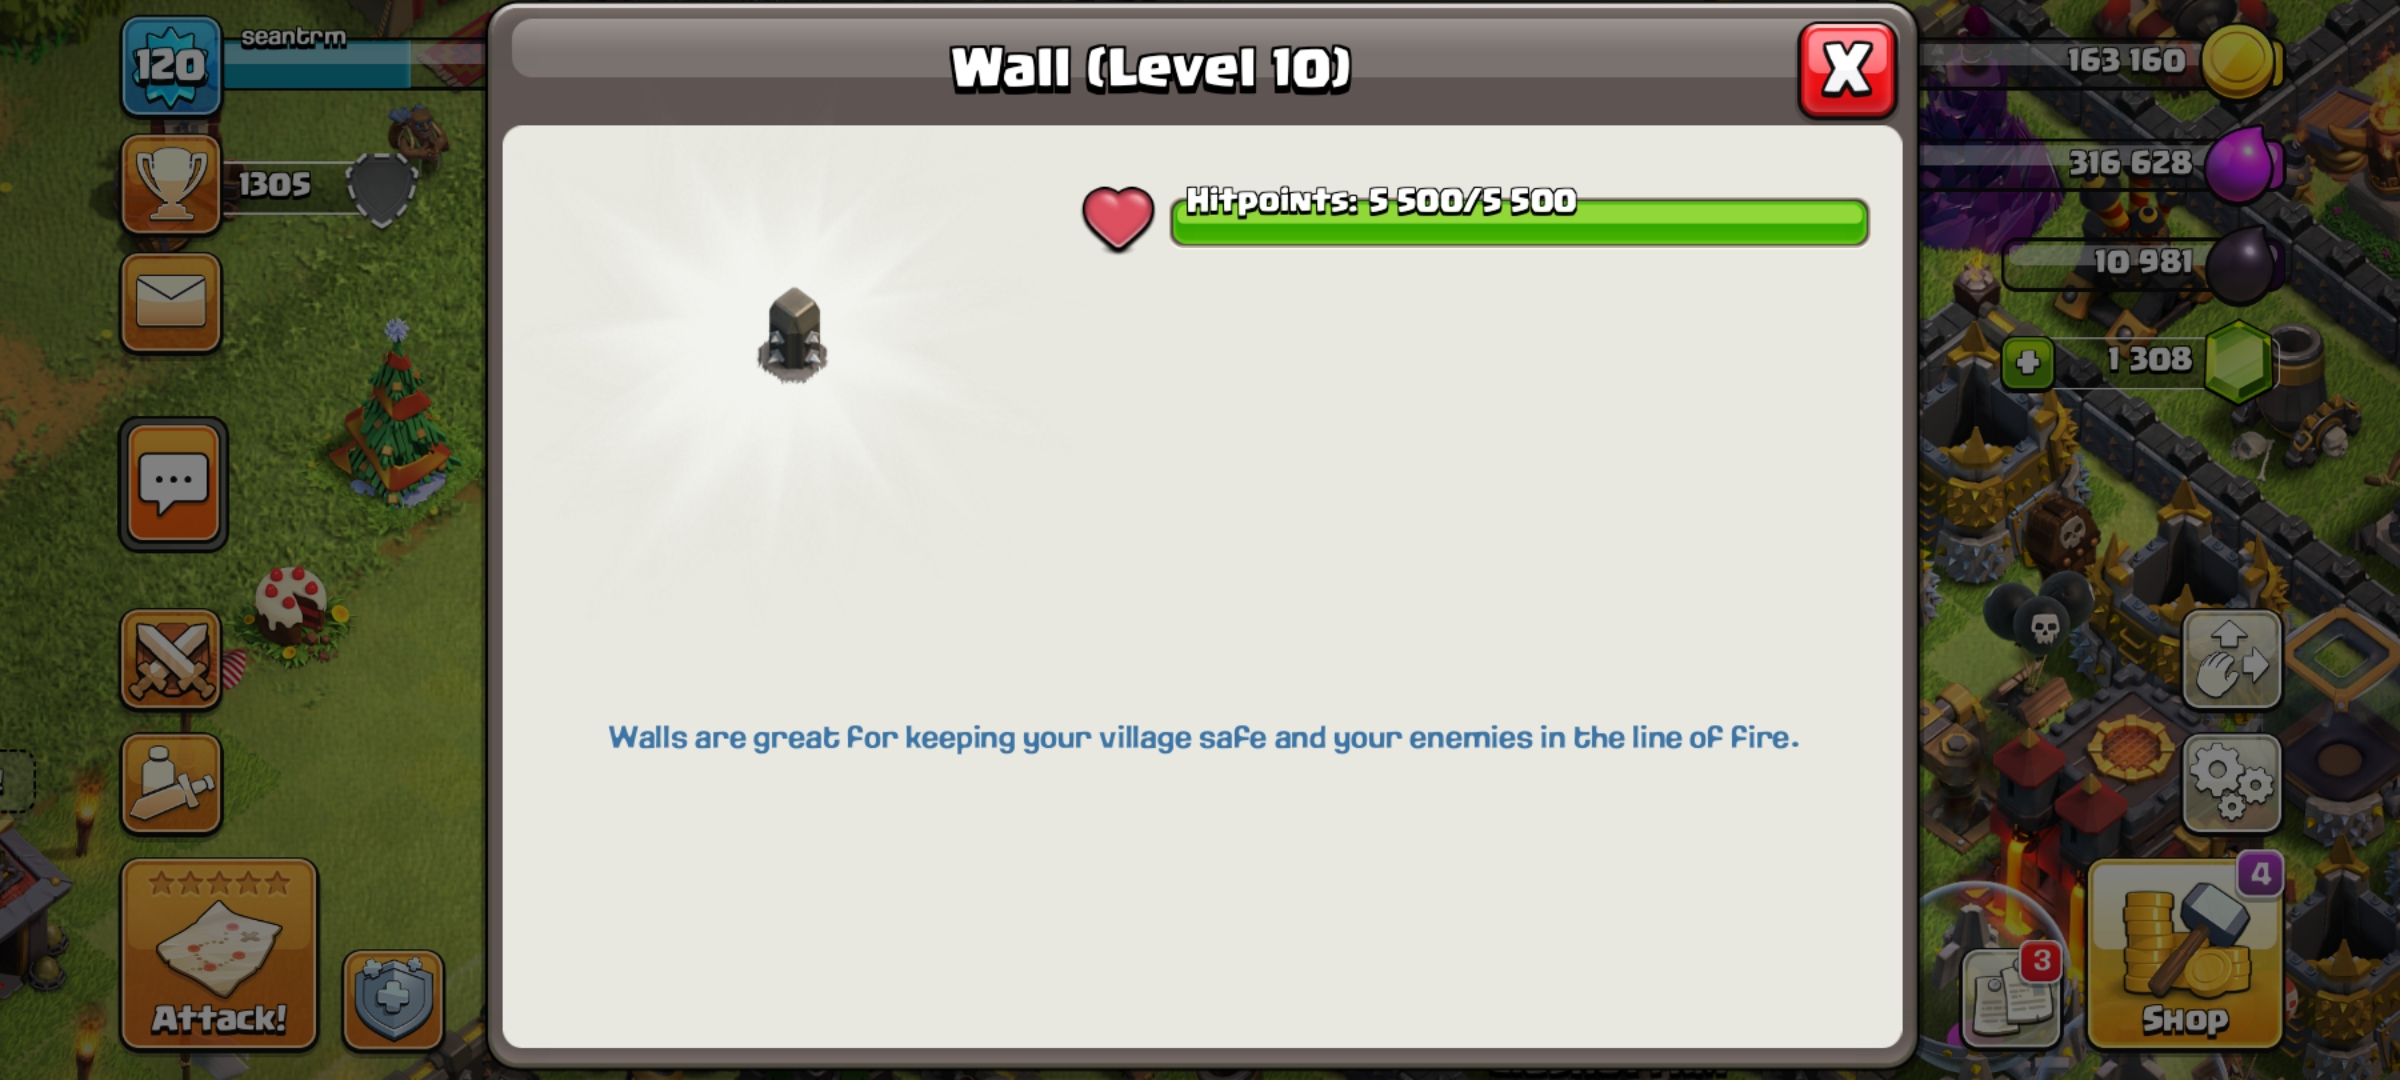 120
seantrm
Wall (Level 10)
X
163 160
1305
Hitpoints: 5 500/5 500
316 628
10 981
1 308
Walls are great for keeping your village safe and your enemies in the line of fire.
4
3
Attack!
Shop